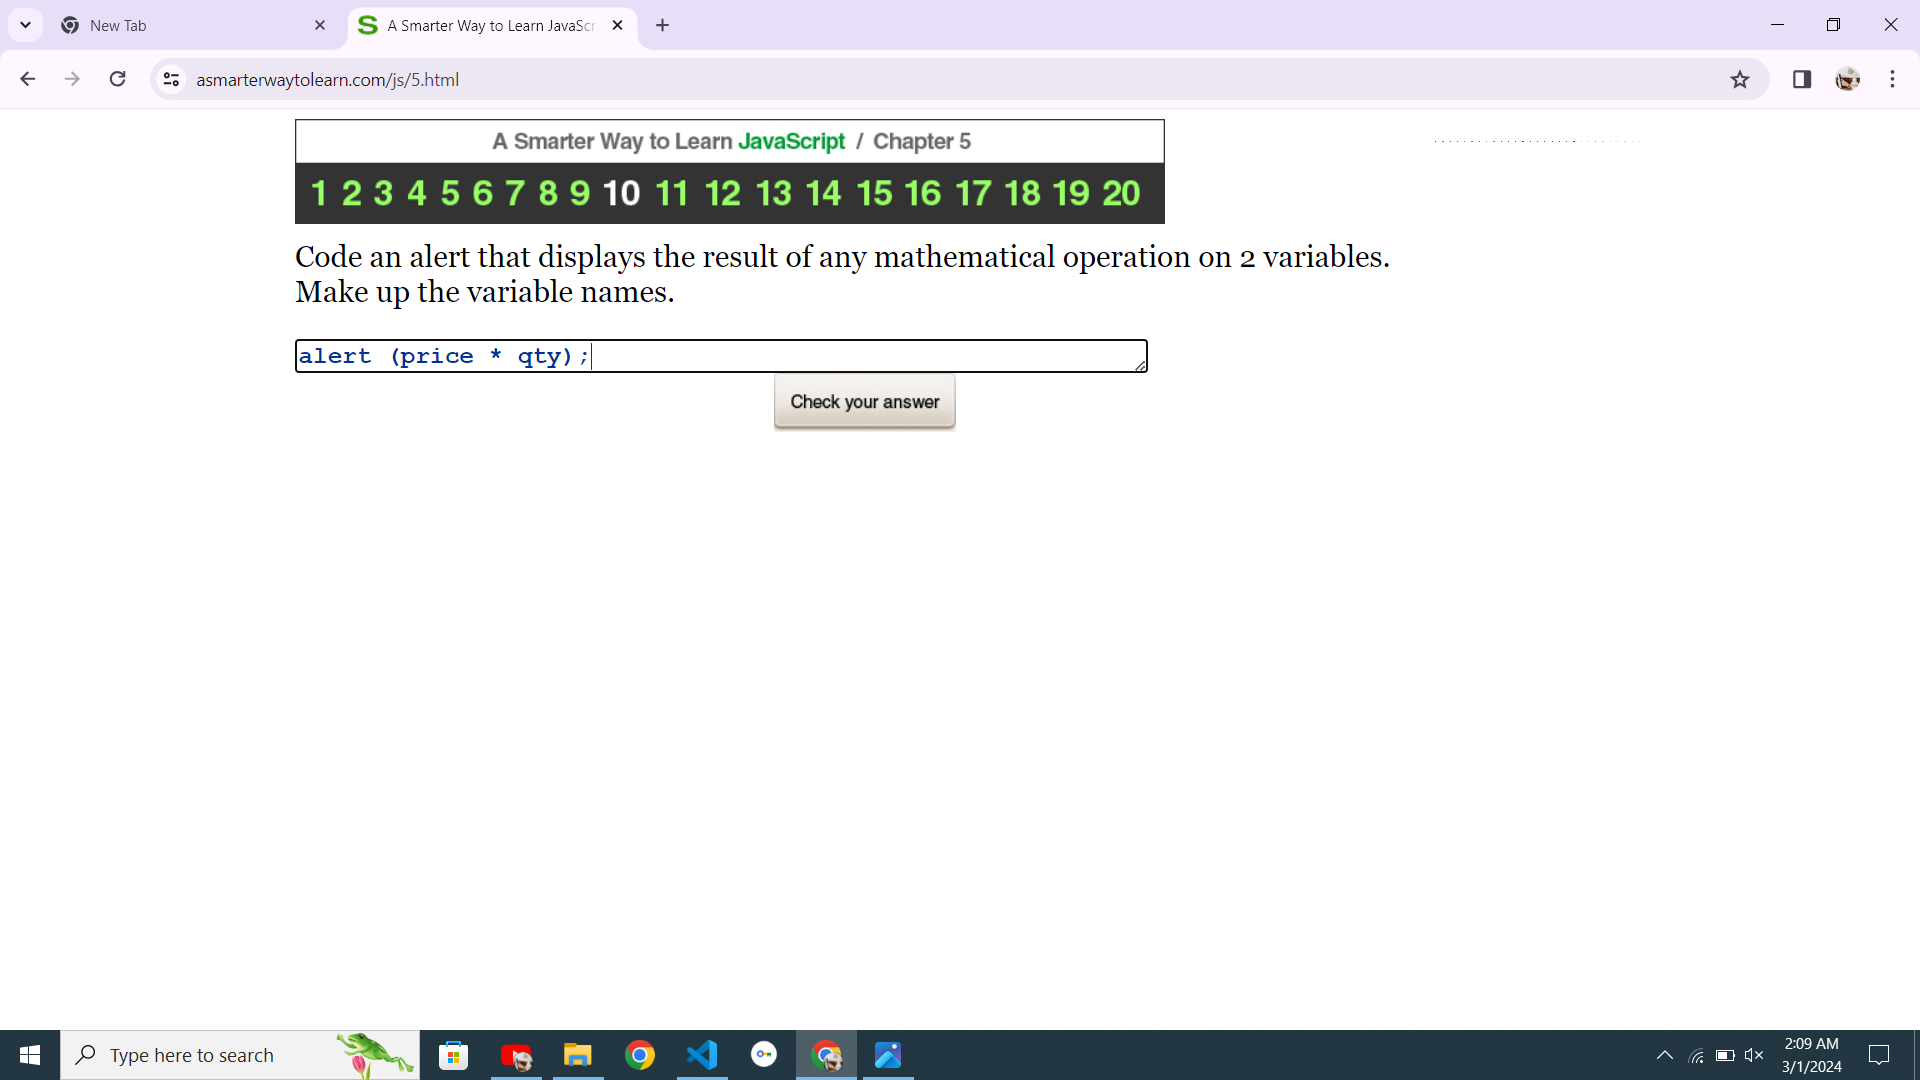 New Tab
A Smarter Way to Learn JavaScr
asmarterwaytolearn.com/js/5.html
A Smarter Way to Learn JavaScript / Chapter 5
1 2 3 4 5 6 7 8 9 10 11 12 13 14 15 16 17 18 19 20
Code an alert that displays the result of any mathematical operation on 2 variables.
Make up the variable names.
alert (price * qty);
Check your answer
Type here to search
2:09 AM
3/1/2024